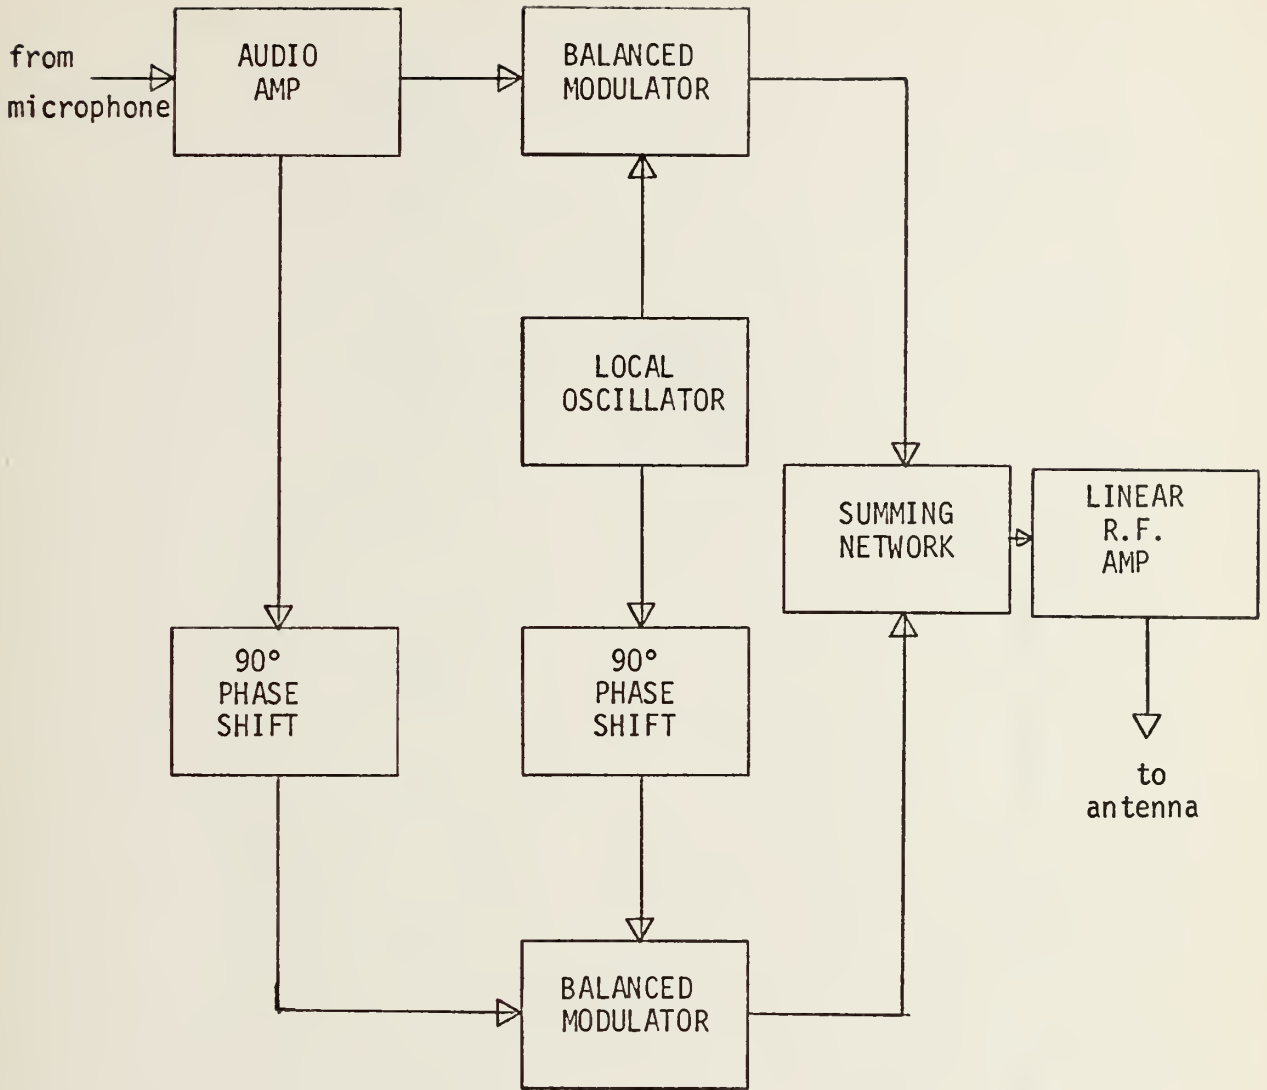 from
microphone
AUDIO
AMP
BALANCED
MODULATOR
LOCAL
OSCILLATOR
SUMMING
NETWORK
LINEAR
R.F.
AMP
90°
PHASE
SHIFT
90°
PHASE
SHIFT
to
antenna
BALANCED
MODULATOR